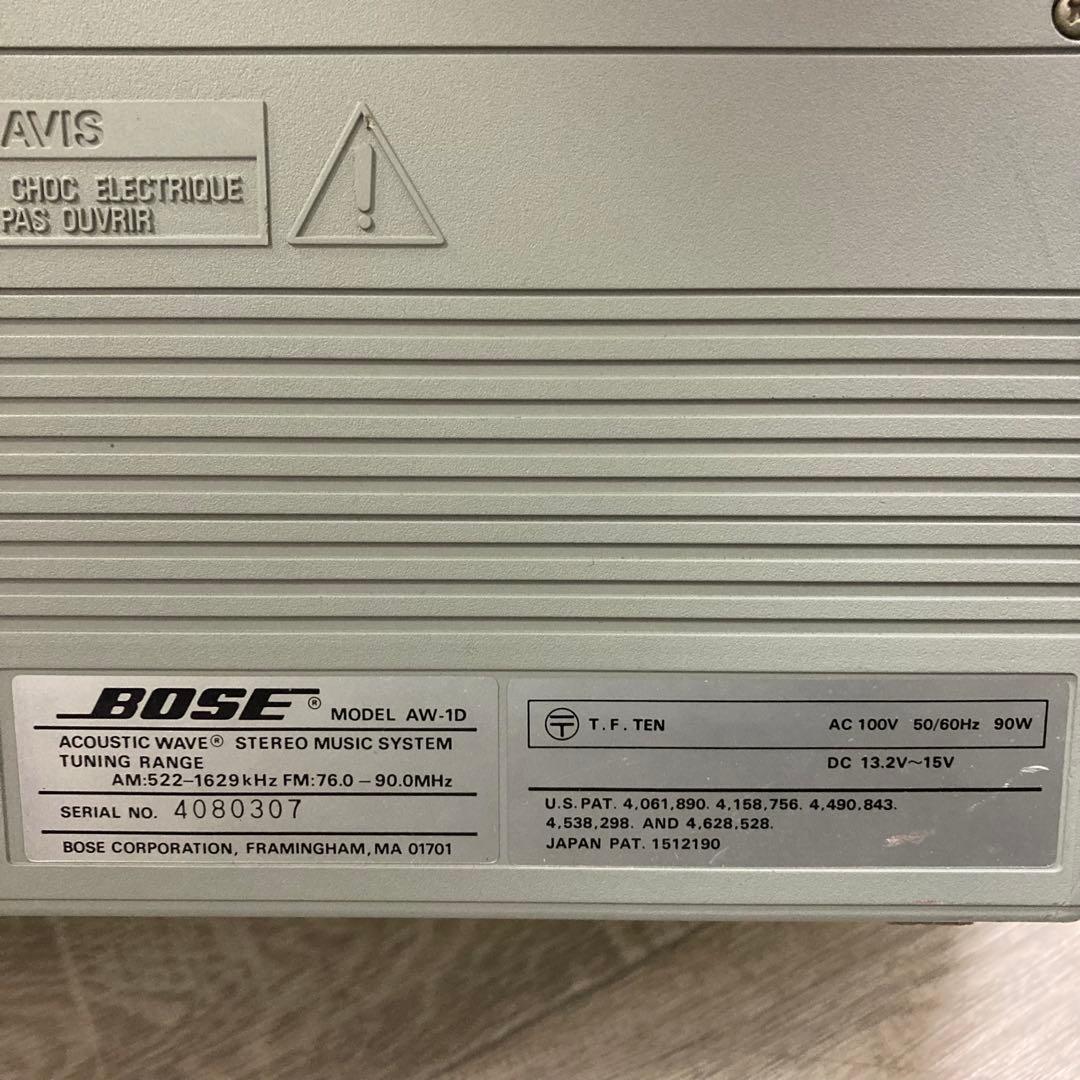 AVIS
CHOC ELECTRIQUE
PAS OUVRIR
!
BOSE® MODEL AW-1D
ACOUSTIC WAVE® STEREO MUSIC SYSTEM
TUNING RANGE
AM:522–1629kHz FM:76.0 – 90.0MHz
SERIAL NO. 4080307
BOSE CORPORATION, FRAMINGHAM, MA 01701
〒 T. F. TEN AC 100V 50/60Hz 90W
DC 13.2V~15V
U.S. PAT. 4,061,890. 4,158,756. 4,490,843.
4,538,298. AND 4,628,528.
JAPAN PAT. 1512190